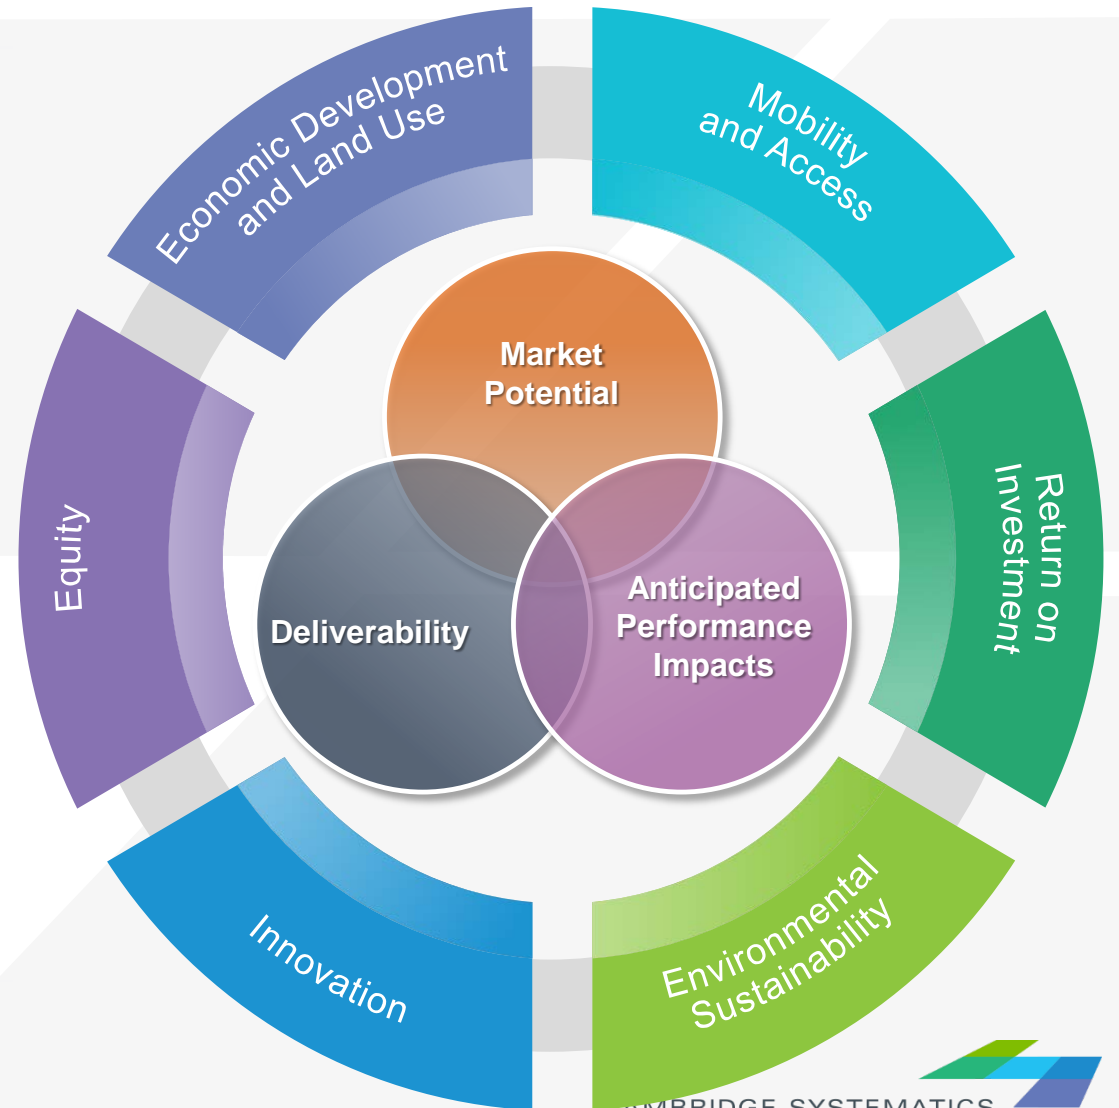 Economic Development
and Land Use
Mobility
and Access
Return on
Investment
Environmental
Sustainability
Innovation
Equity
Market
Potential
Deliverability
Anticipated
Performance
Impacts
SYSTEMATICS